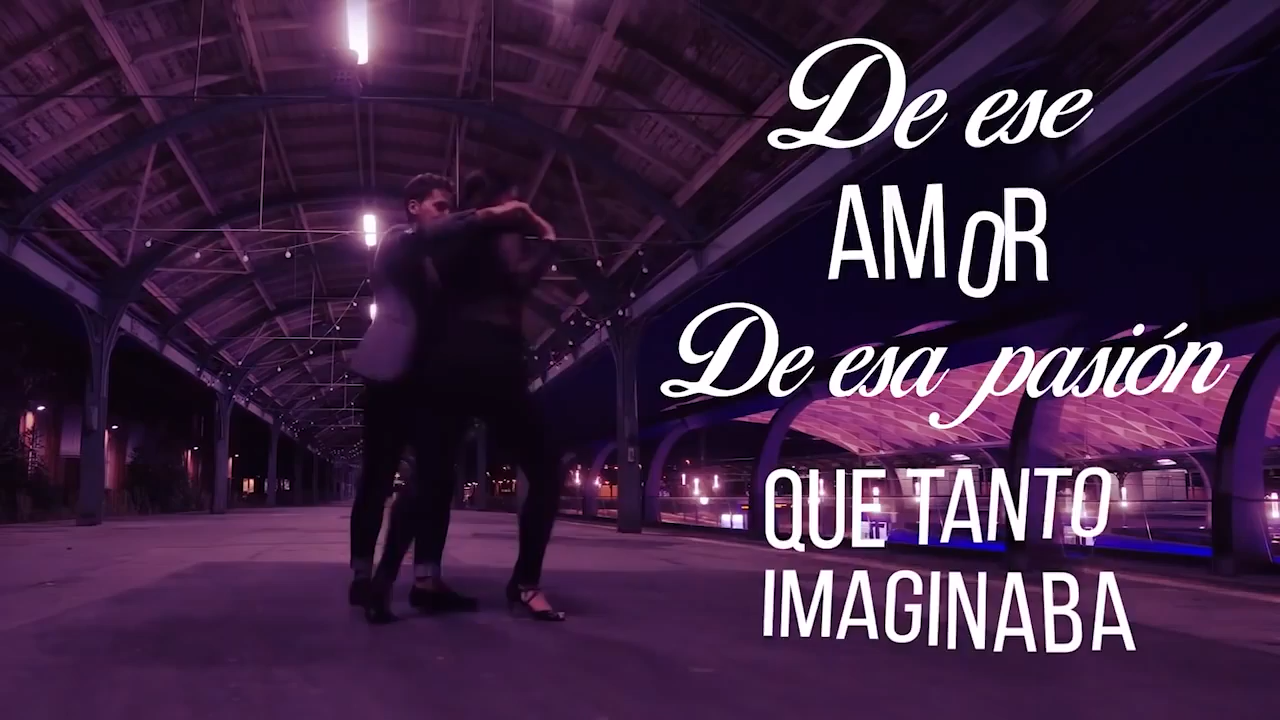 De ese
AMOR
De esa pasión
QUE TANTO
IMAGINABA